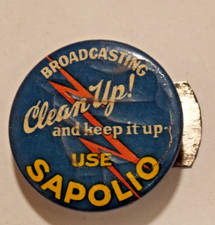 BROADCASTING
Clean Up!
and keep it up-
USE
SAPOLIO